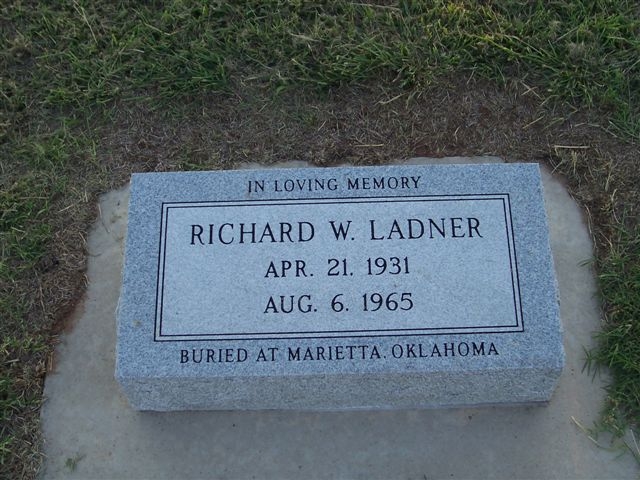 IN LOVING MEMORY
RICHARD W. LADNER
APR. 21. 1931
AUG. 6. 1965
BURIED AT MARIETTA, OKLAHOMA